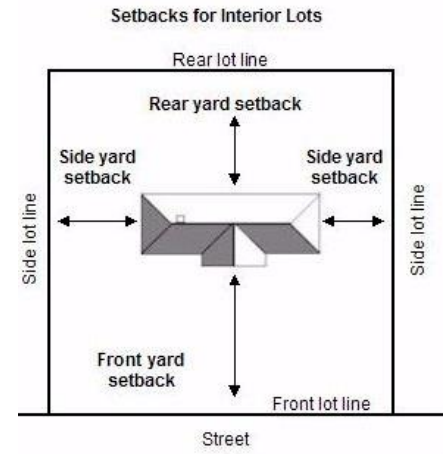 Setbacks for Interior Lots
Rear lot line
Rear yard setback
Side yard
setback
Side yard
setback
Side lot line
Side lot line
Front yard
setback
Front lot line
Street